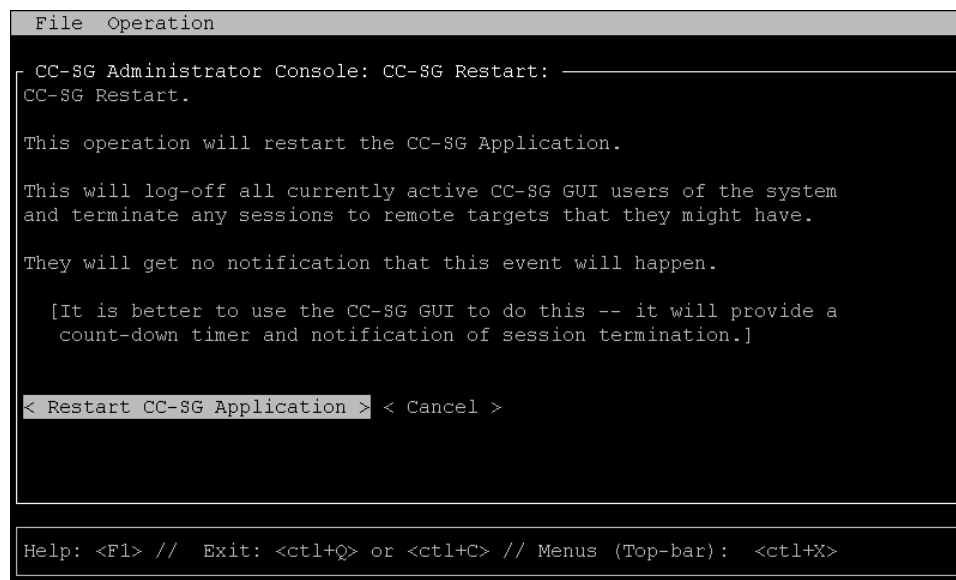 File Operation
CC-SG Administrator Console: CC-SG Restart:
CC-SG Restart.
This operation will restart the CC-SG Application.
This will log-off all currently active CC-SG GUI users of the system
and terminate any sessions to remote targets that they might have.
They will get no notification that this event will happen.
[It is better to use the CC-SG GUI to do this -- it will provide a
count-down timer and notification of session termination.]
< Restart CC-SG Application > < Cancel >
Help: <F1> // Exit: <ctl+Q> or <ctl+C> // Menus (Top-bar): <ctl+X>